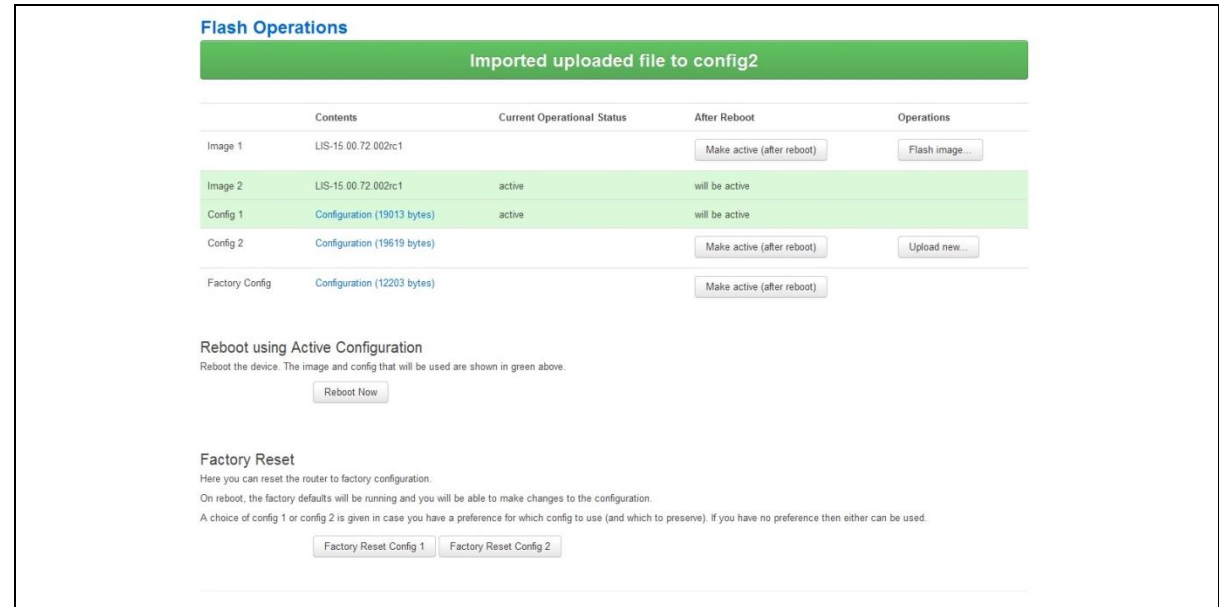 Flash Operations
Imported uploaded file to config2
Contents Current Operational Status After Reboot Operations
Image 1 LIS-15.00.72.002rc1 Make active (after reboot) Flash image...
Image 2 LIS-15.00.72.002rc1 active will be active
Config 1 Configuration (19013 bytes) active will be active
Config 2 Configuration (19619 bytes) Make active (after reboot) Upload new...
Factory Config Configuration (12203 bytes) Make active (after reboot)
Reboot using Active Configuration
Reboot the device. The image and config that will be used are shown in green above.
Reboot Now
Factory Reset
Here you can reset the router to factory configuration.
On reboot, the factory defaults will be running and you will be able to make changes to the configuration.
A choice of config 1 or config 2 is given in case you have a preference for which config to use (and which to preserve). If you have no preference then either can be used.
Factory Reset Config 1 Factory Reset Config 2